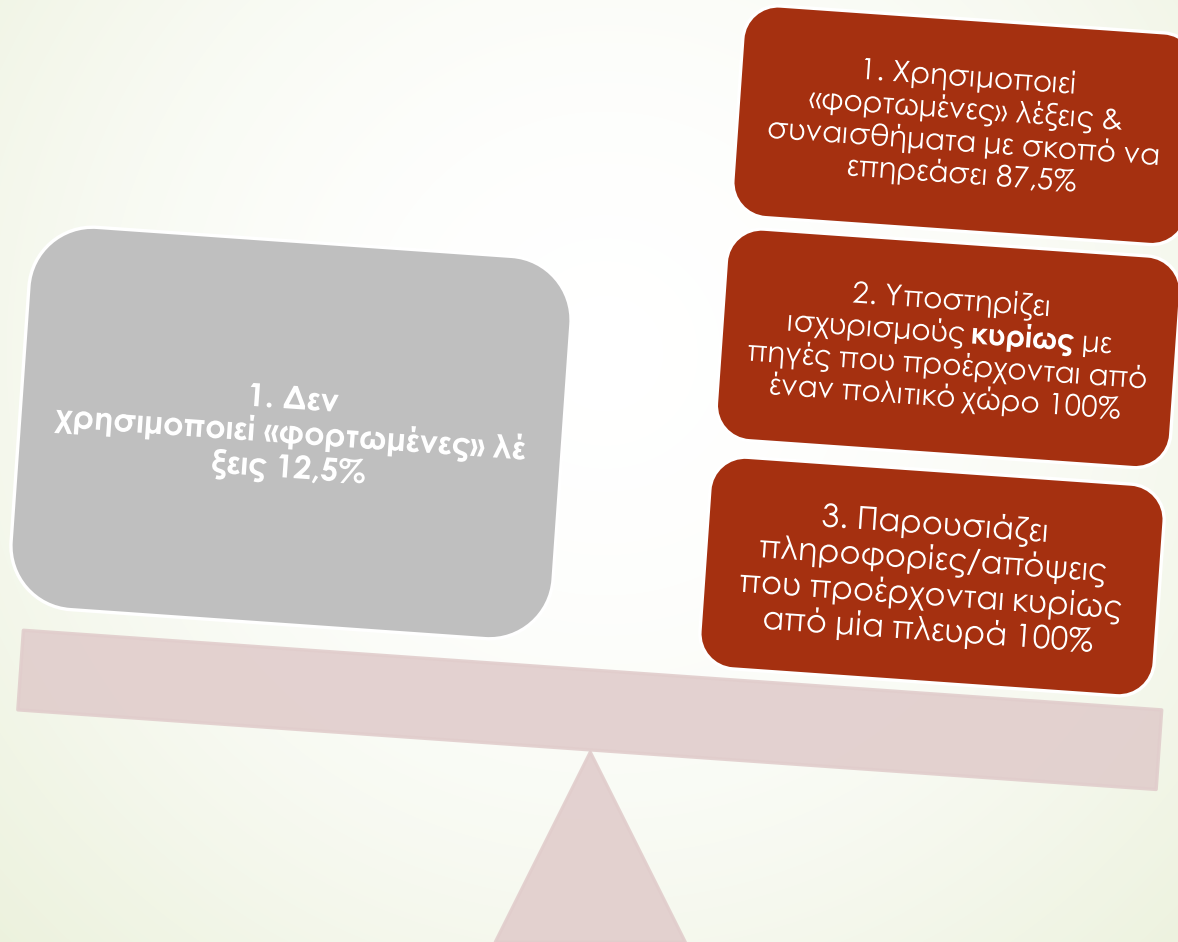 1. Δεν
χρησιμοποιεί «φορτωμένες» λέ
ξεις 12,5%
1. Χρησιμοποιεί
«φορτωμένες» λέξεις &
συναισθήματα με σκοπό να
επηρεάσει 87,5%
2. Υποστηρίζει
ισχυρισμούς κυρίως με
πηγές που προέρχονται από
έναν πολιτικό χώρο 100%
3. Παρουσιάζει
πληροφορίες/απόψεις
που προέρχονται κυρίως
από μία πλευρά 100%